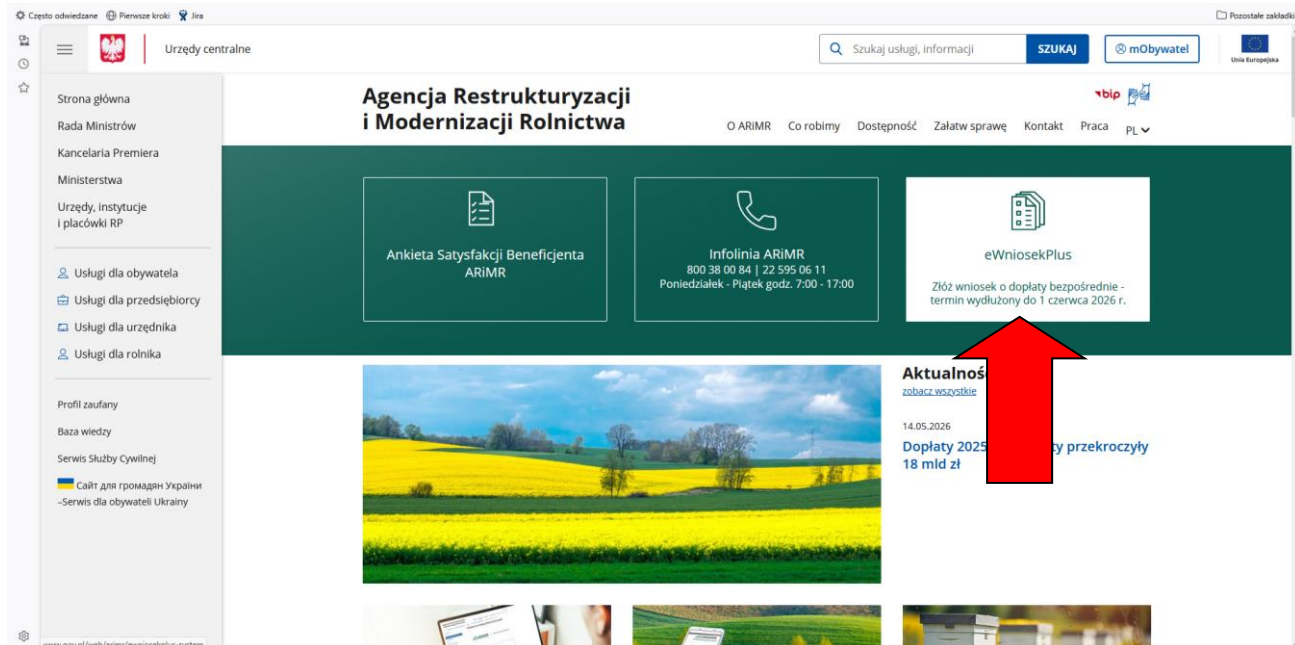 Często odwiedzane Pierwsze kroki Jira Pozostałe zakładki
Urzędy centralne
Szukaj usługi, informacji
SZUKAJ
mObywatel
Unia Europejska
Strona główna
Rada Ministrów
Kancelaria Premiera
Ministerstwa
Urzędy, instytucje
i placówki RP
Usługi dla obywatela
Usługi dla przedsiębiorcy
Usługi dla urzędnika
Usługi dla rolnika
Profil zaufany
Baza wiedzy
Serwis Służby Cywilnej
Сайт для громадян України
–Serwis dla obywateli Ukrainy
Agencja Restrukturyzacji
i Modernizacji Rolnictwa
bip
O ARiMR Co robimy Dostępność Załatw sprawę Kontakt Praca PL
Ankieta Satysfakcji Beneficjenta
ARiMR
Infolinia ARiMR
800 38 00 84 | 22 595 06 11
Poniedziałek - Piątek godz. 7:00 - 17:00
eWniosekPlus
Złóż wniosek o dopłaty bezpośrednie -
termin wydłużony do 1 czerwca 2026 r.
zobacz wszystkie
14.05.2026
Dopłaty 2025 przekroczyły
18 mld zł